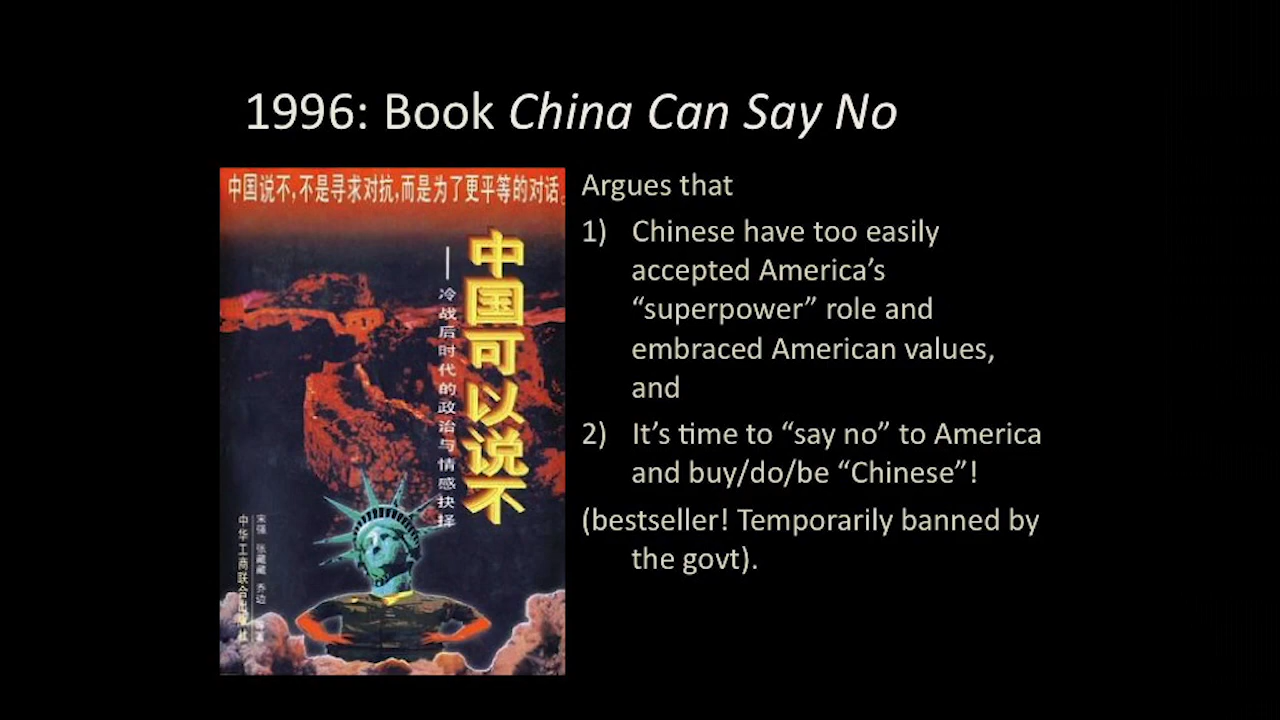 1996: Book China Can Say No
中国说不,不是寻求对抗,而是为了更平等的对话。
中国可以说不
—冷战后时代的政治与情感抉择
宋强 张藏藏 乔边 等著
中华工商联合出版社
Argues that
1) Chinese have too easily
accepted America’s
“superpower” role and
embraced American values,
and
2) It’s time to “say no” to America
and buy/do/be “Chinese”!
(bestseller! Temporarily banned by
the govt).